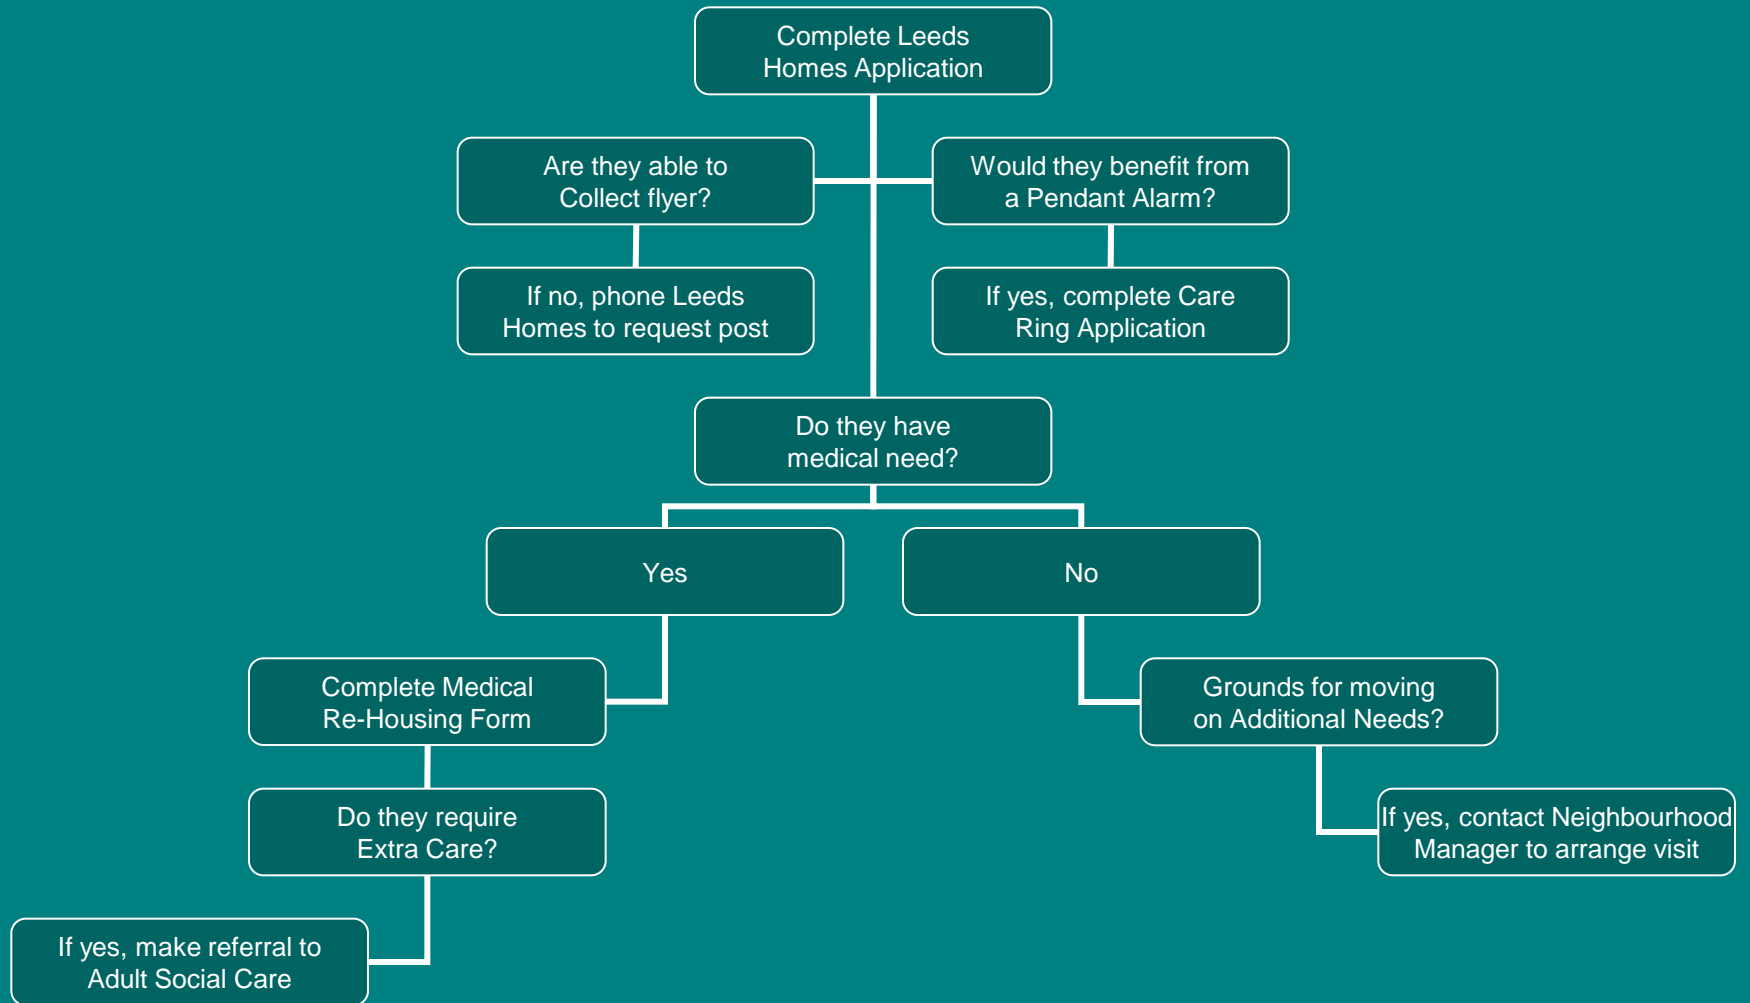 Complete Leeds
Homes Application
Are they able to
Collect flyer?
Would they benefit from
a Pendant Alarm?
If no, phone Leeds
Homes to request post
If yes, complete Care
Ring Application
Do they have
medical need?
Yes
No
Complete Medical
Re-Housing Form
Grounds for moving
on Additional Needs?
Do they require
Extra Care?
If yes, contact Neighbourhood
Manager to arrange visit
If yes, make referral to
Adult Social Care